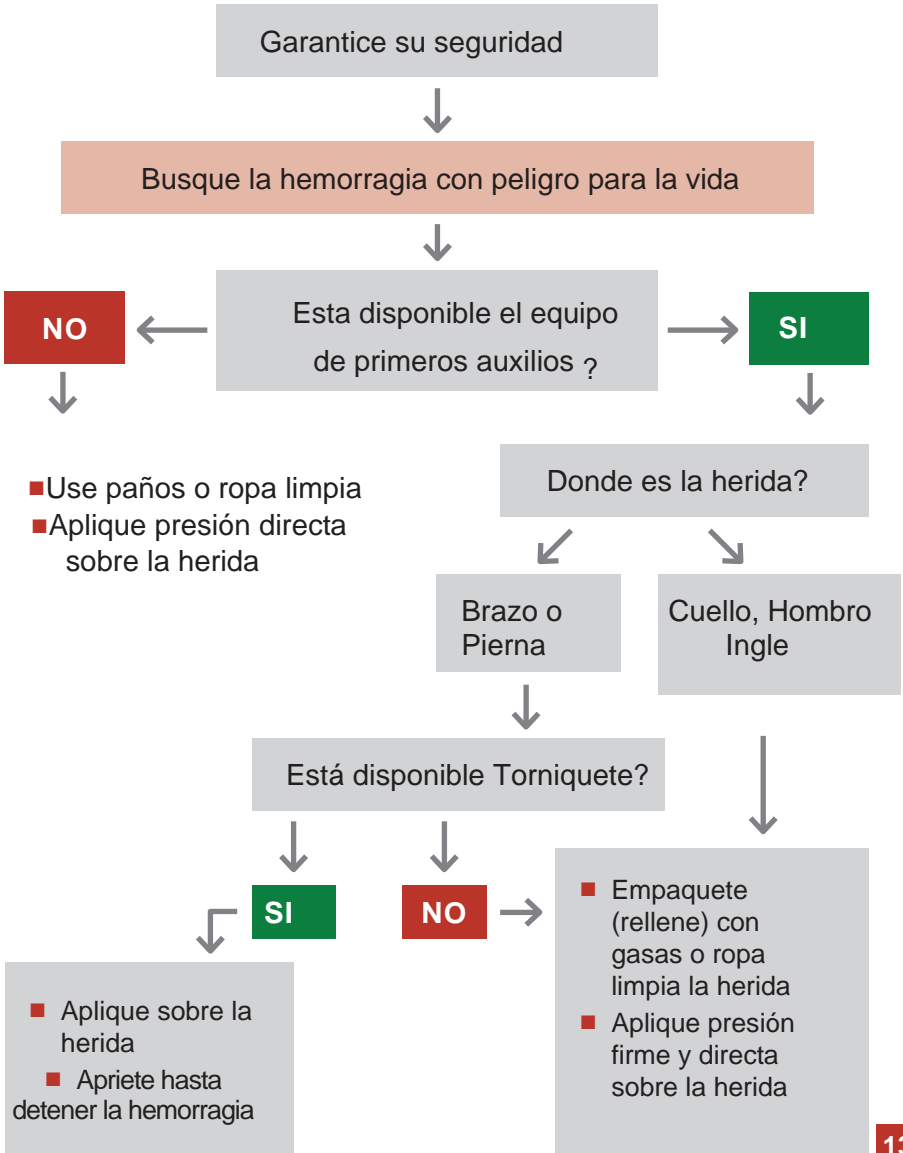 Garantice su seguridad
Busque la hemorragia con peligro para la vida
Esta disponible el equipo
de primeros auxilios ?
NO
SI
■Use paños o ropa limpia
■Aplique presión directa
sobre la herida
Donde es la herida?
Brazo o
Pierna
Cuello, Hombro
Ingle
Está disponible Torniquete?
SI
NO
■ Aplique sobre la
herida
■ Apriete hasta
detener la hemorragia
■ Empaquete
(rellene) con
gasas o ropa
limpia la herida
■ Aplique presión
firme y directa
sobre la herida